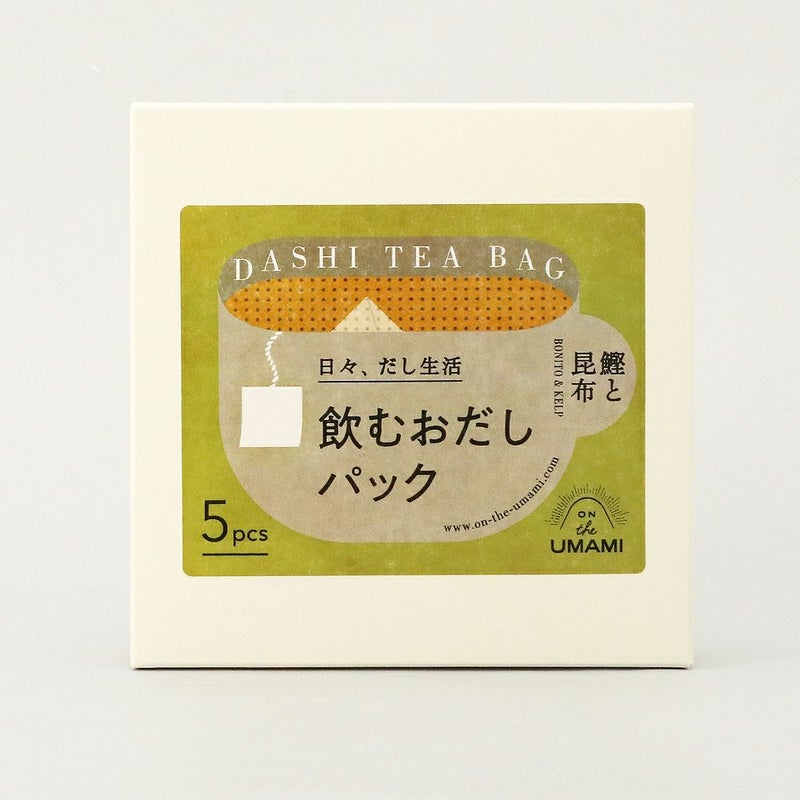 DASHI TEA BAG
日々、だし生活
飲むおだし
パック
鰹と
昆布
BONITO & KELP
www.on-the-umami.com
5pcs
ON
the
UMAMI